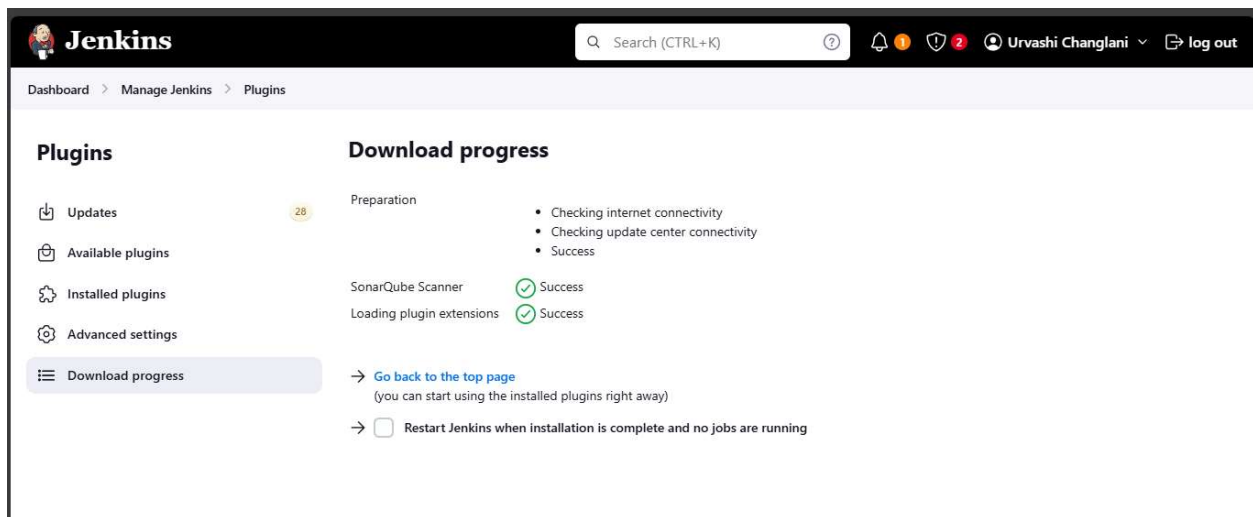 Jenkins
Search (CTRL+K)
1
2
Urvashi Changlani
log out
Dashboard > Manage Jenkins > Plugins
Plugins
Updates 28
Available plugins
Installed plugins
Advanced settings
Download progress
Download progress
Preparation
• Checking internet connectivity
• Checking update center connectivity
• Success
SonarQube Scanner Success
Loading plugin extensions Success
→ Go back to the top page
(you can start using the installed plugins right away)
→ Restart Jenkins when installation is complete and no jobs are running